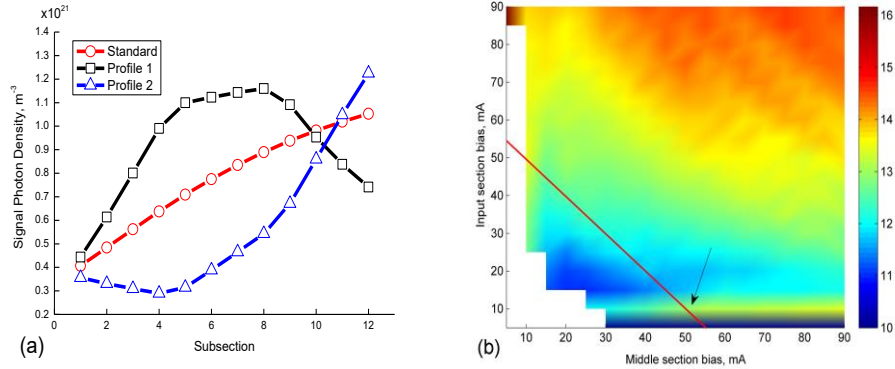 x10²¹
Signal Photon Density, m⁻³
1.4
1.3
1.2
1.1
1.0
0.9
0.8
0.7
0.6
0.5
0.4
0.3
0.2
Standard
Profile 1
Profile 2
0 2 4 6 8 10 12
Subsection
(a)
(b)
Input section bias, mA
90
80
70
60
50
40
30
20
10
10 20 30 40 50 60 70 80 90
Middle section bias, mA
16
15
14
13
12
11
10